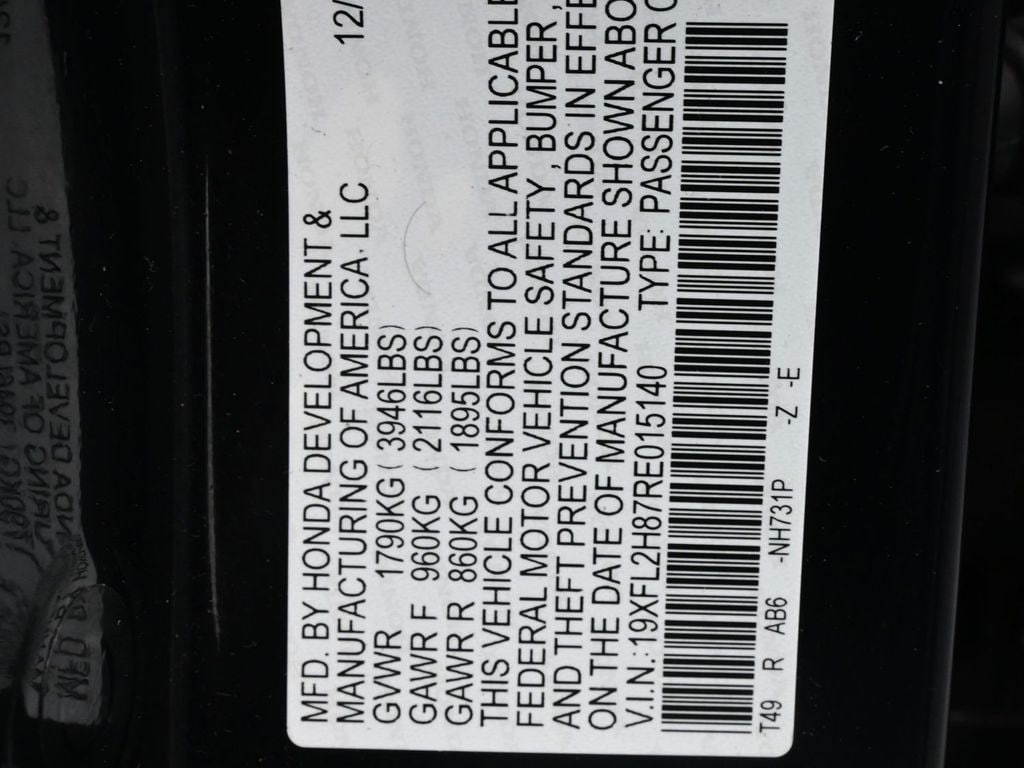 MFD. BY HONDA DEVELOPMENT &
MANUFACTURING OF AMERICA. LLC 12/
GVWR 1790KG ( 3946LBS)
GAWR F 960KG ( 2116LBS)
GAWR R 860KG ( 1895LBS)
THIS VEHICLE CONFORMS TO ALL APPLICABLE
FEDERAL MOTOR VEHICLE SAFETY , BUMPER ,
AND THEFT PREVENTION STANDARDS IN EFFE
ON THE DATE OF MANUFACTURE SHOWN ABO
V.I.N.: 19XFL2H87RE015140 TYPE: PASSENGER C
T49 R AB6 -NH731P -Z -E